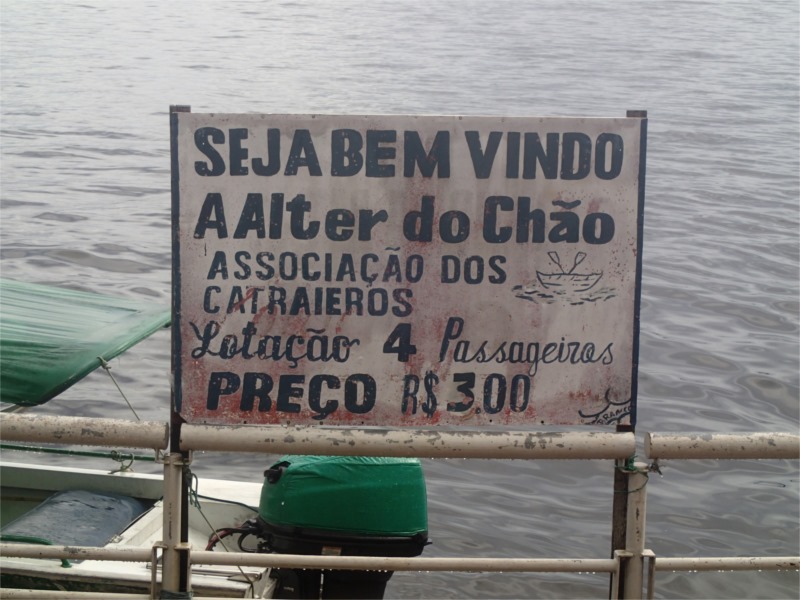 SEJA BEM VINDO
A Alter do Chão
ASSOCIAÇÃO DOS
CATRAIEROS
Lotação 4 Passageiros
PREÇO R$ 3.00